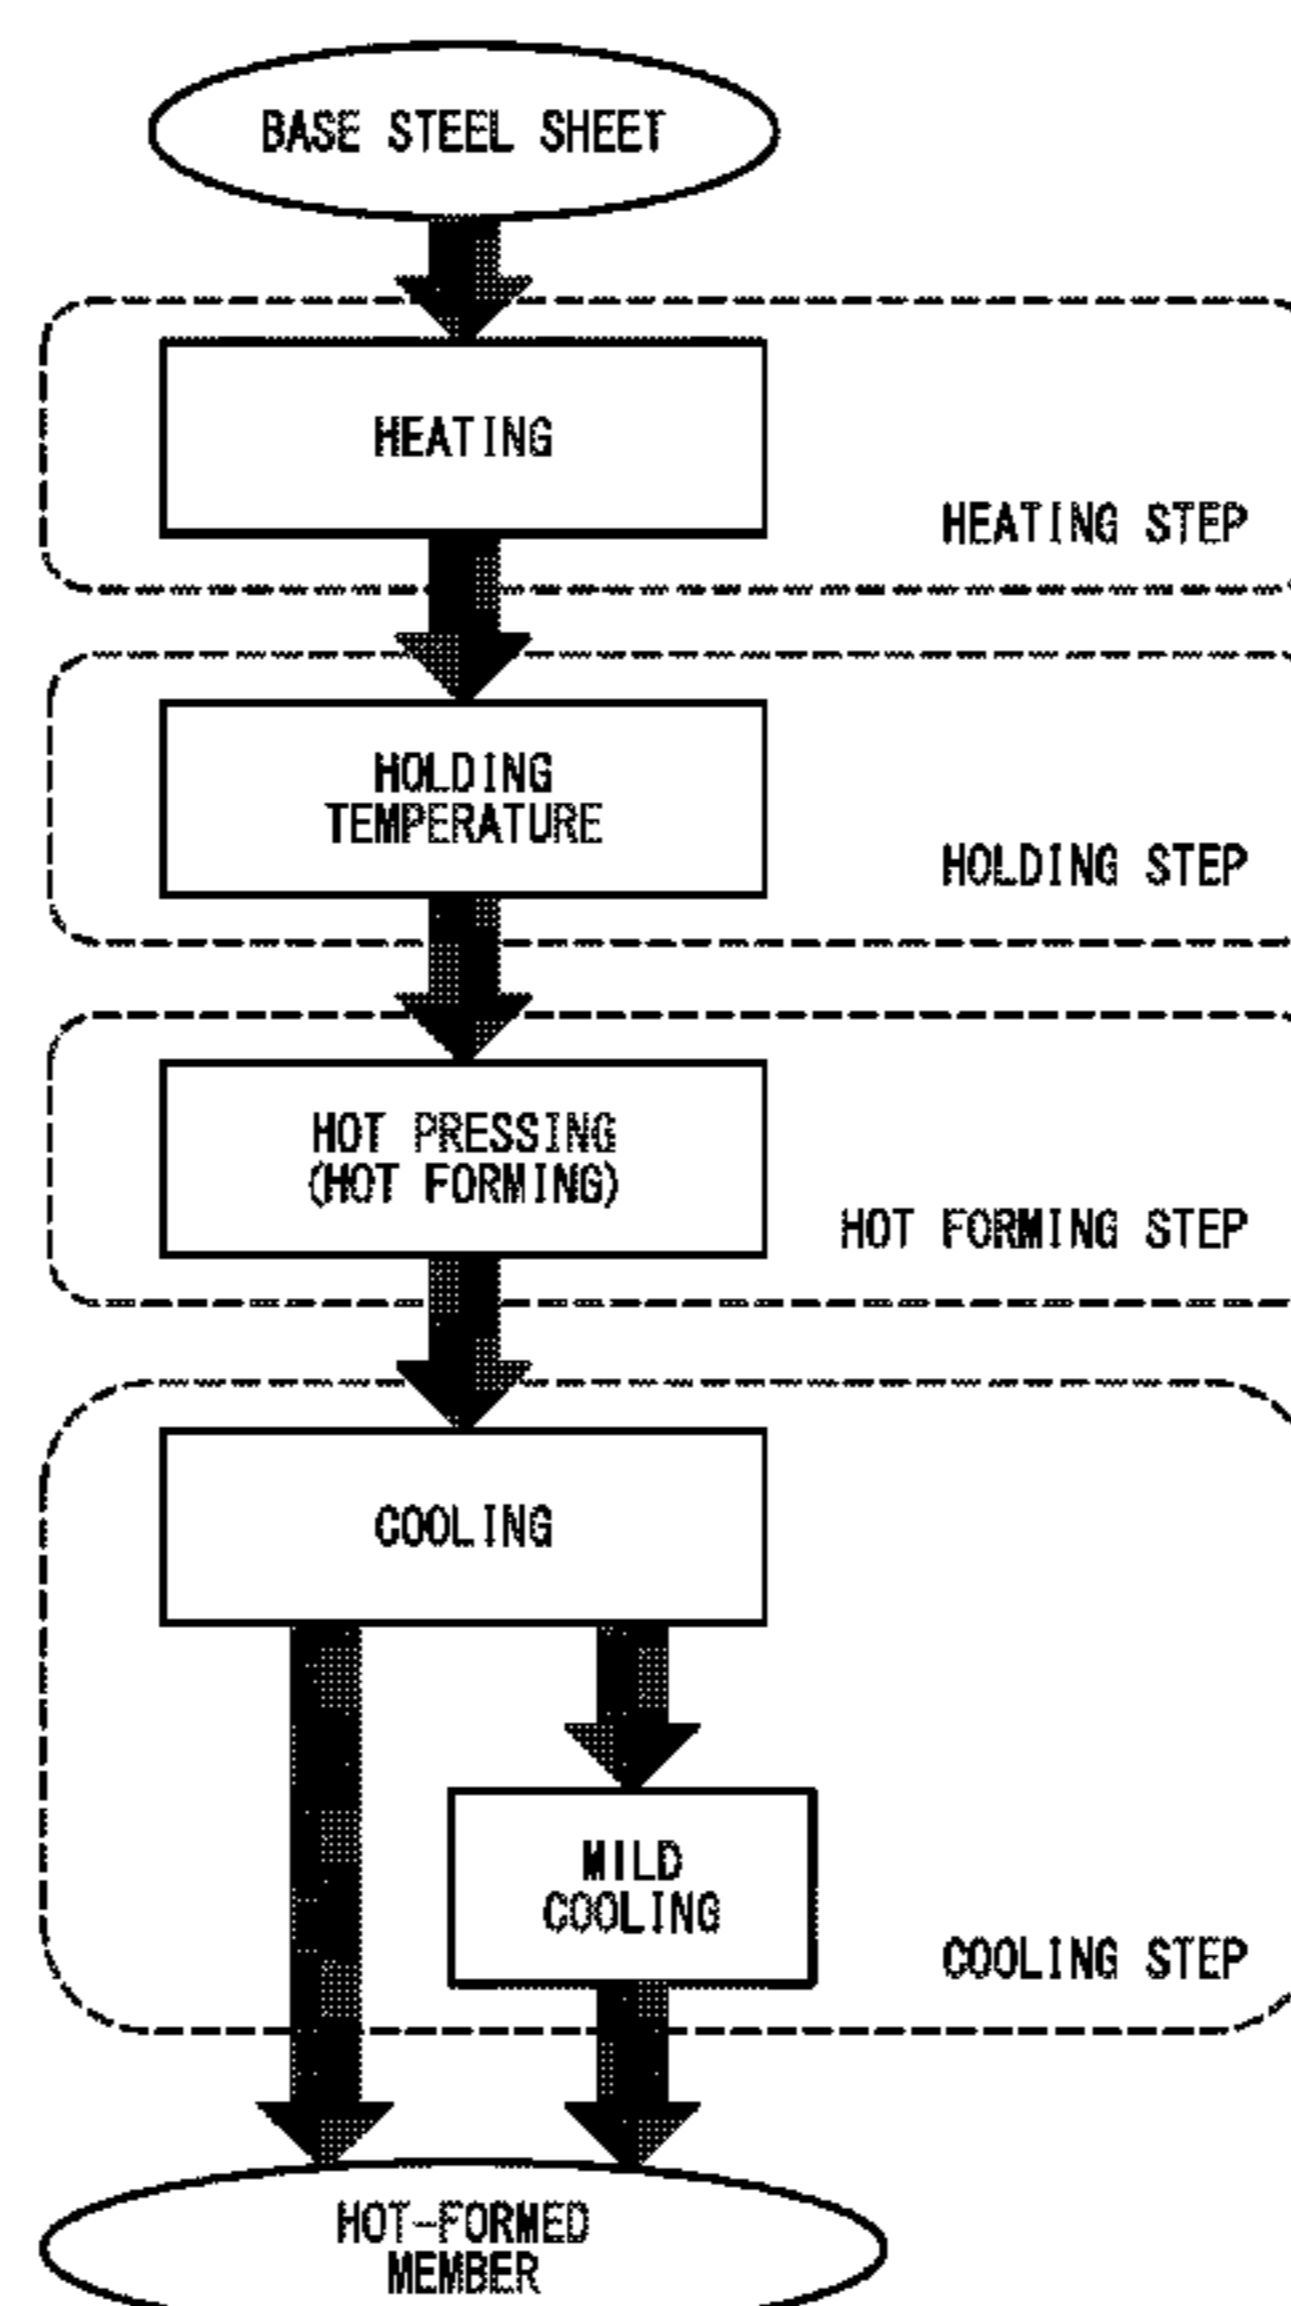 BASE STEEL SHEET
HEATING
HEATING STEP
HOLDING
TEMPERATURE
HOLDING STEP
HOT PRESSING
(HOT FORMING)
HOT FORMING STEP
COOLING
MILD
COOLING
COOLING STEP
HOT-FORMED
MEMBER